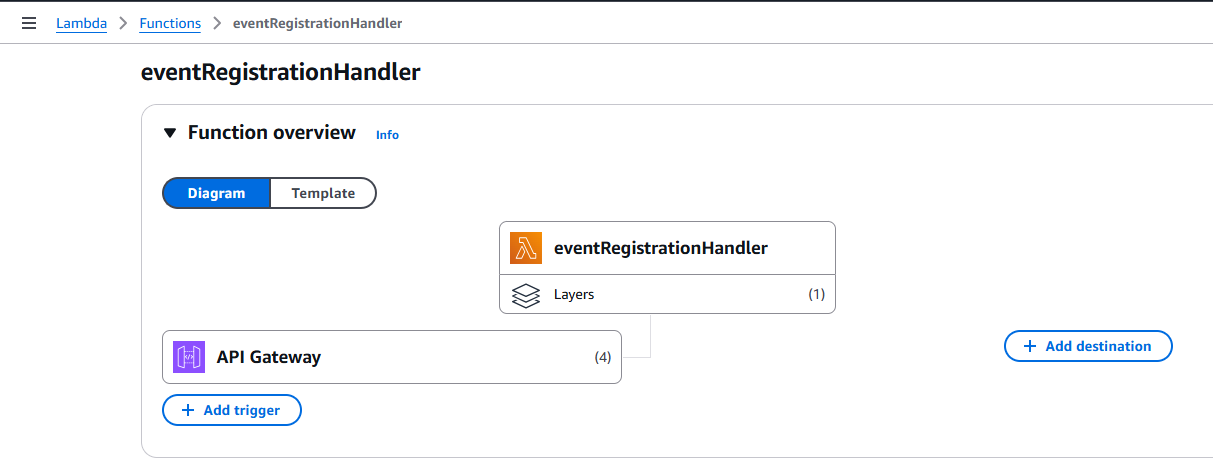 Lambda > Functions > eventRegistrationHandler
eventRegistrationHandler
Function overview Info
Diagram Template
eventRegistrationHandler
Layers (1)
API Gateway (4)
+ Add destination
+ Add trigger